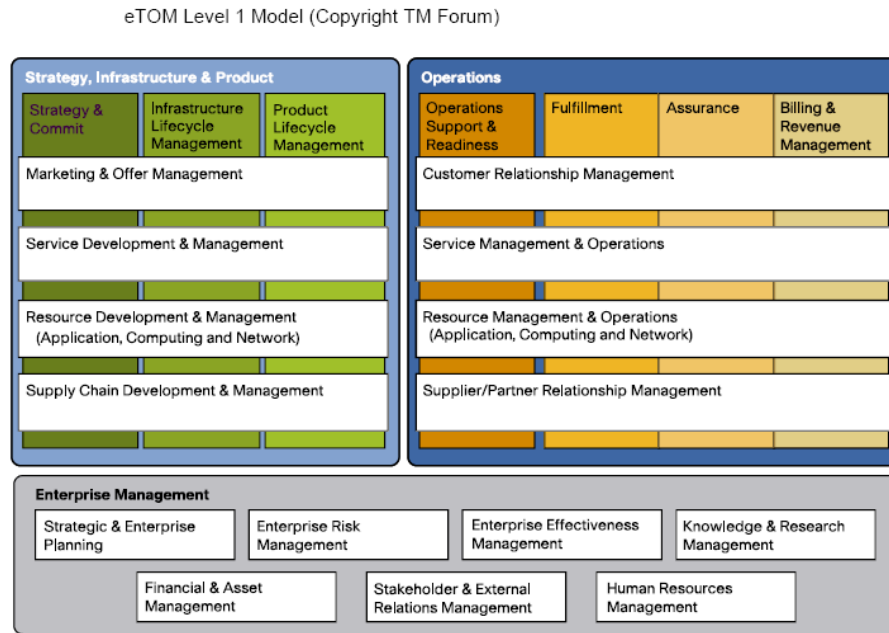 eTOM Level 1 Model (Copyright TM Forum)
Strategy, Infrastructure & Product
Strategy &
Commit
Infrastructure
Lifecycle
Management
Product
Lifecycle
Management
Marketing & Offer Management
Service Development & Management
Resource Development & Management
(Application, Computing and Network)
Supply Chain Development & Management
Operations
Operations
Support &
Readiness
Fulfillment
Assurance
Billing &
Revenue
Management
Customer Relationship Management
Service Management & Operations
Resource Management & Operations
(Application, Computing and Network)
Supplier/Partner Relationship Management
Enterprise Management
Strategic & Enterprise
Planning
Enterprise Risk
Management
Enterprise Effectiveness
Management
Knowledge & Research
Management
Financial & Asset
Management
Stakeholder & External
Relations Management
Human Resources
Management